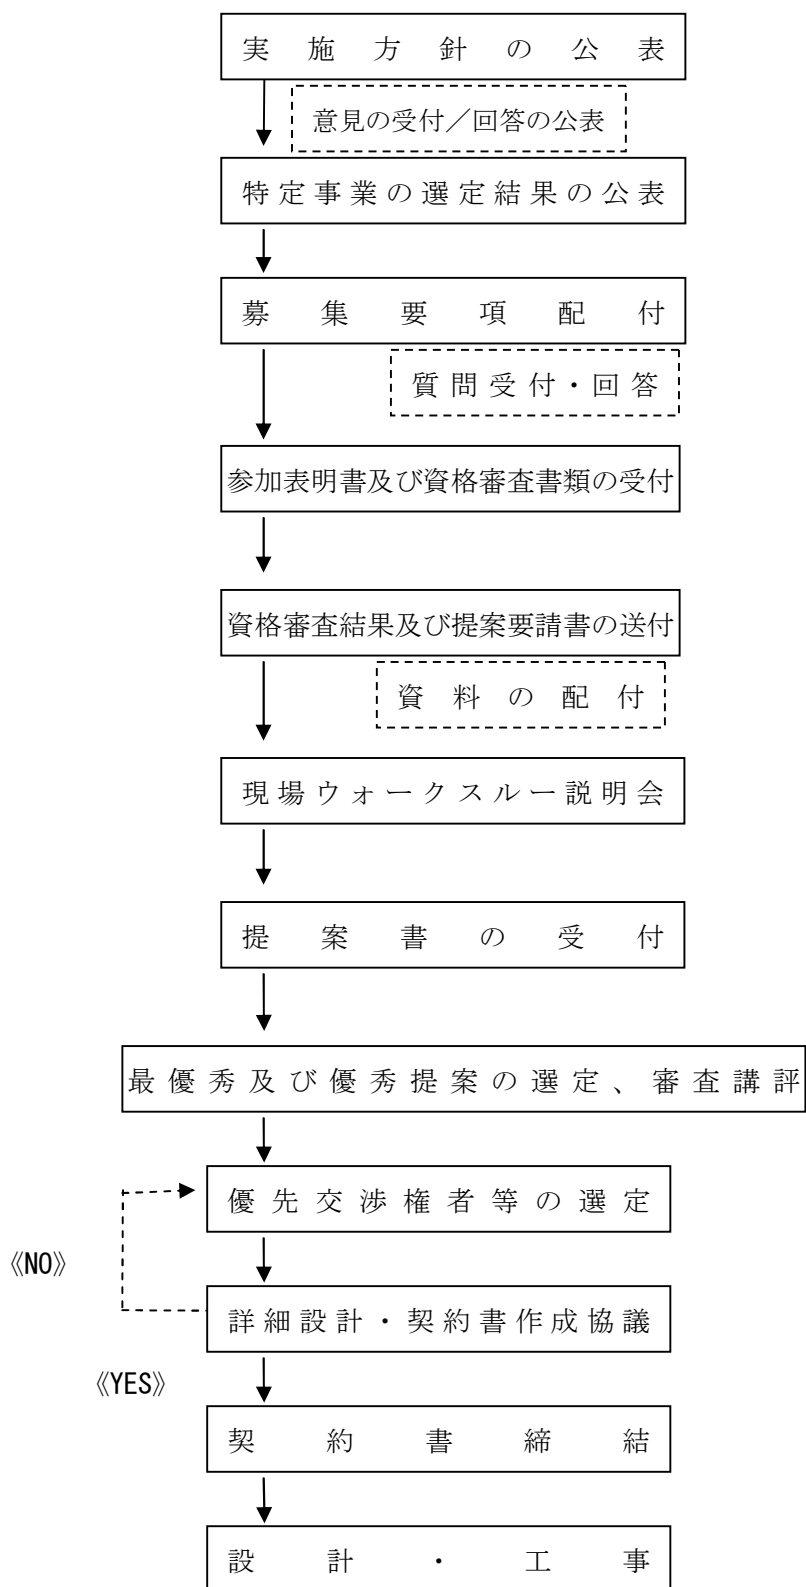 実施方針の公表
意見の受付／回答の公表
特定事業の選定結果の公表
募集要項配付
質問受付・回答
参加表明書及び資格審査書類の受付
資格審査結果及び提案要請書の送付
資料の配付
現場ウォークスルー説明会
提案書の受付
最優秀及び優秀提案の選定、審査講評
優先交渉権者等の選定
《NO》
詳細設計・契約書作成協議
《YES》
契約書締結
設計・工事